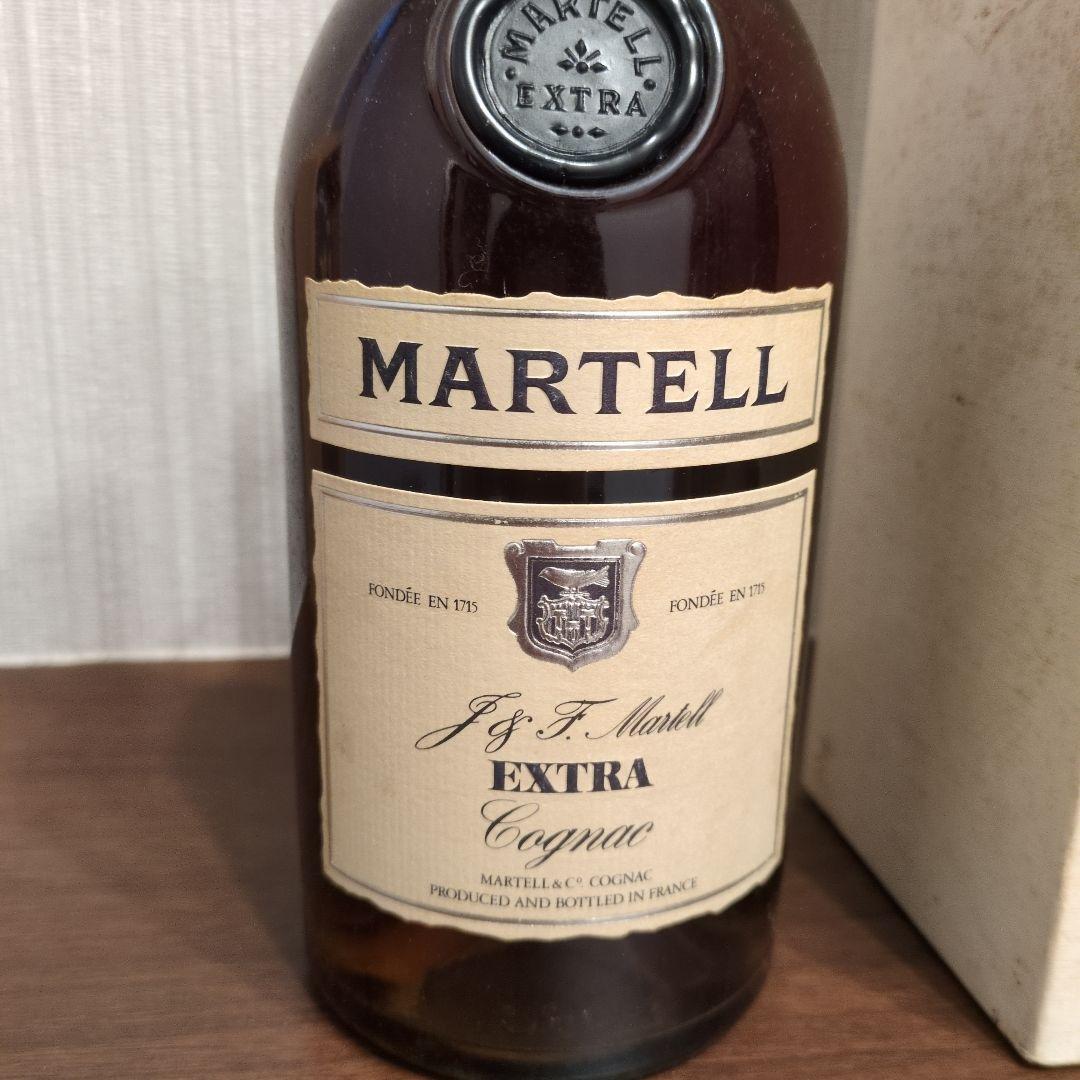 • MARTELL •
EXTRA
MARTELL
FONDÉE EN 1715
FONDÉE EN 1715
J & F. Martell
EXTRA
Cognac
MARTELL & Cº. COGNAC
PRODUCED AND BOTTLED IN FRANCE